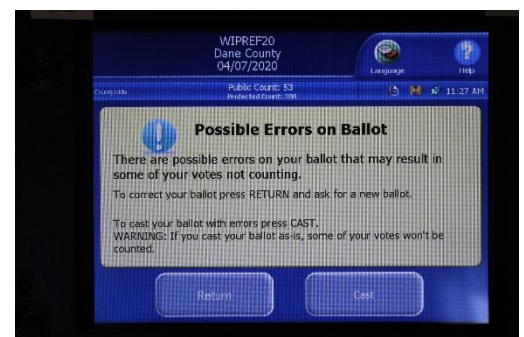 WIPREF20
Dane County
04/07/2020
Language
Help
Countywide
Public Count: 53
Protected Count: 208
11:27 AM
Possible Errors on Ballot
There are possible errors on your ballot that may result in
some of your votes not counting.
To correct your ballot press RETURN and ask for a new ballot.
To cast your ballot with errors press CAST.
WARNING: If you cast your ballot as-is, some of your votes won't be
counted.
Return
Cast